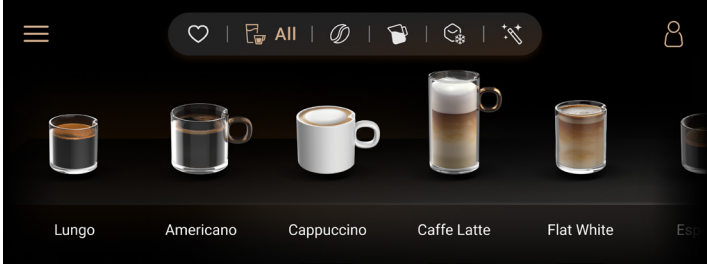 All
Lungo
Americano
Cappuccino
Caffe Latte
Flat White